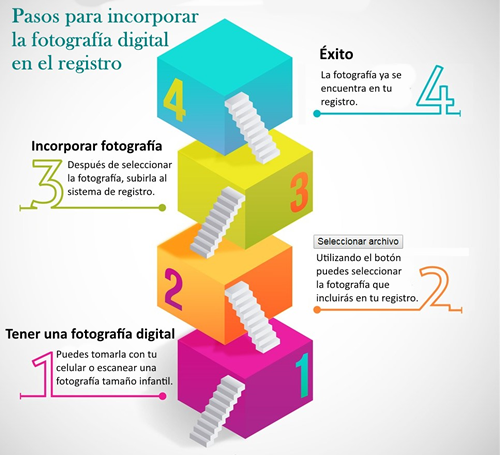 Pasos para incorporar
la fotografía digital
en el registro
4
Éxito
La fotografía ya se
encuentra en tu
registro.
4
Incorporar fotografía
3
Después de seleccionar
la fotografía, subirla al
sistema de registro.
3
Seleccionar archivo
Utilizando el botón
puedes seleccionar
la fotografía que
incluirás en tu registro.
2
2
Tener una fotografía digital
1
Puedes tomarla con tu
celular o escanear una
fotografía tamaño infantil.
1